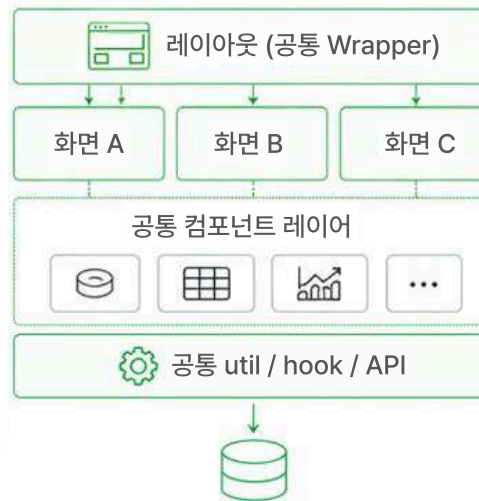 레이아웃 (공통 Wrapper)
화면 A
화면 B
화면 C
공통 컴포넌트 레이어
...
공통 util / hook / API